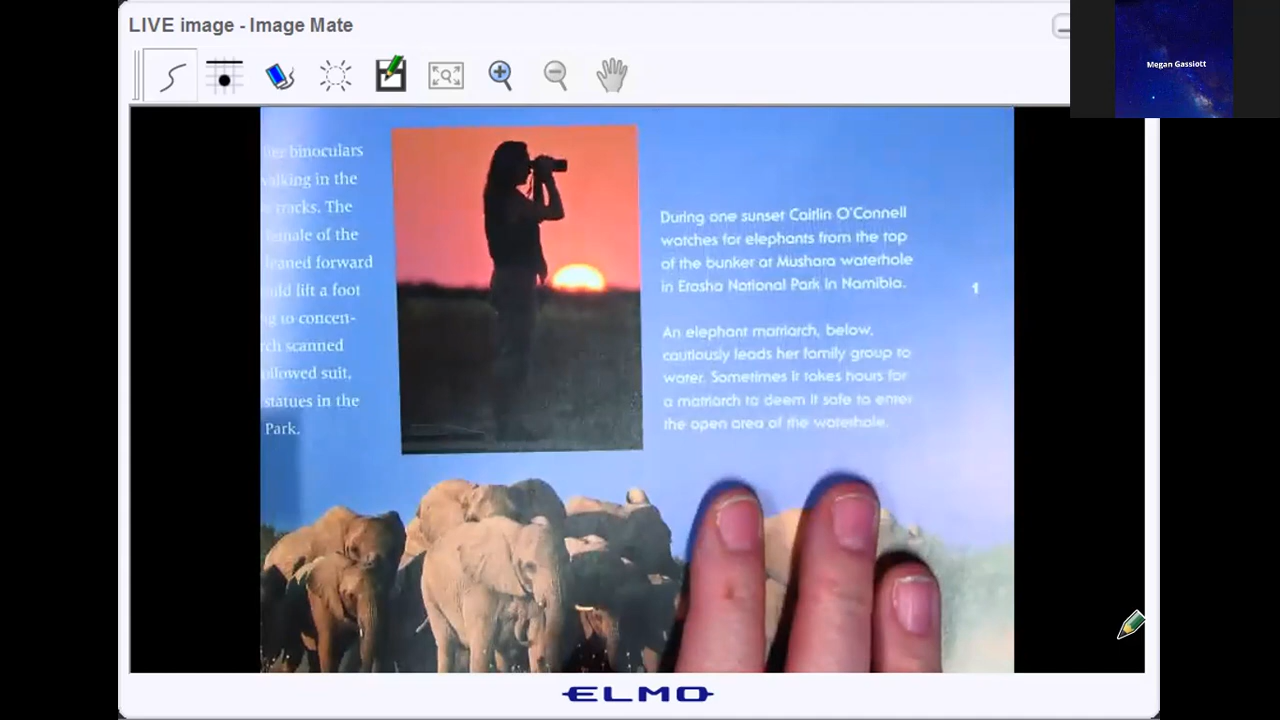 LIVE image - Image Mate
Megan Gassiott
binoculars
walking in the
tracks. The
female of the
leaned forward
lift a foot
to concen-
scanned
followed suit,
statues in the
Park.
During one sunset Caitlin O'Connell
watches for elephants from the top
of the bunker at Mushara waterhole
in Etosha National Park in Namibia.
1
An elephant matriarch, below,
cautiously leads her family group to
water. Sometimes it takes hours for
a matriarch to deem it safe to enter
the open area of the waterhole.
ELMO